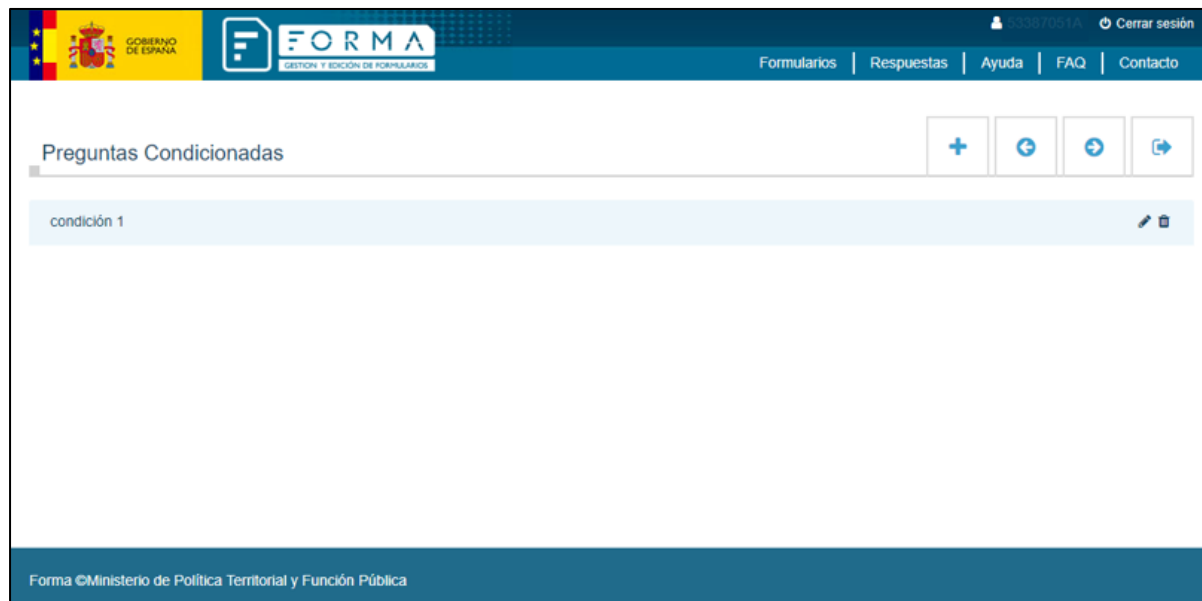 GOBIERNO
DE ESPAÑA
FORMA
GESTION Y EDICIÓN DE FORMULARIOS
53387051A Cerrar sesión
Formularios | Respuestas | Ayuda | FAQ | Contacto
Preguntas Condicionadas
condición 1
Forma ©Ministerio de Política Territorial y Función Pública